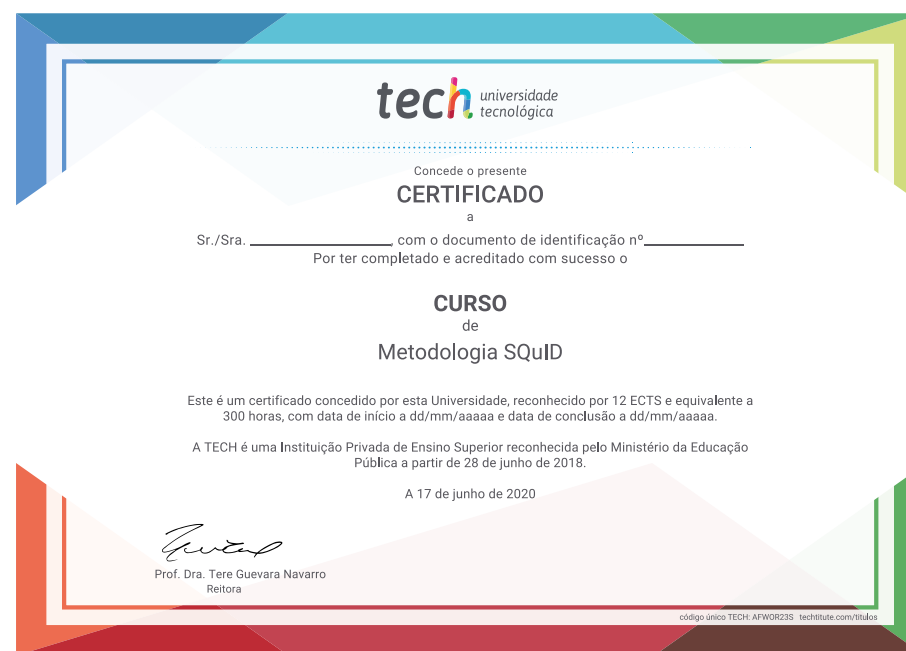 tech universidade
tecnológica
Concede o presente
CERTIFICADO
a
Sr./Sra. ____________________, com o documento de identificação nº______________
Por ter completado e acreditado com sucesso o
CURSO
de
Metodologia SQuID
Este é um certificado concedido por esta Universidade, reconhecido por 12 ECTS e equivalente a
300 horas, com data de início a dd/mm/aaaaa e data de conclusão a dd/mm/aaaaa.
A TECH é uma Instituição Privada de Ensino Superior reconhecida pelo Ministério da Educação
Pública a partir de 28 de junho de 2018.
A 17 de junho de 2020
Prof. Dra. Tere Guevara Navarro
Reitora
código único TECH: AFWOR23S techtitute.com/titulos